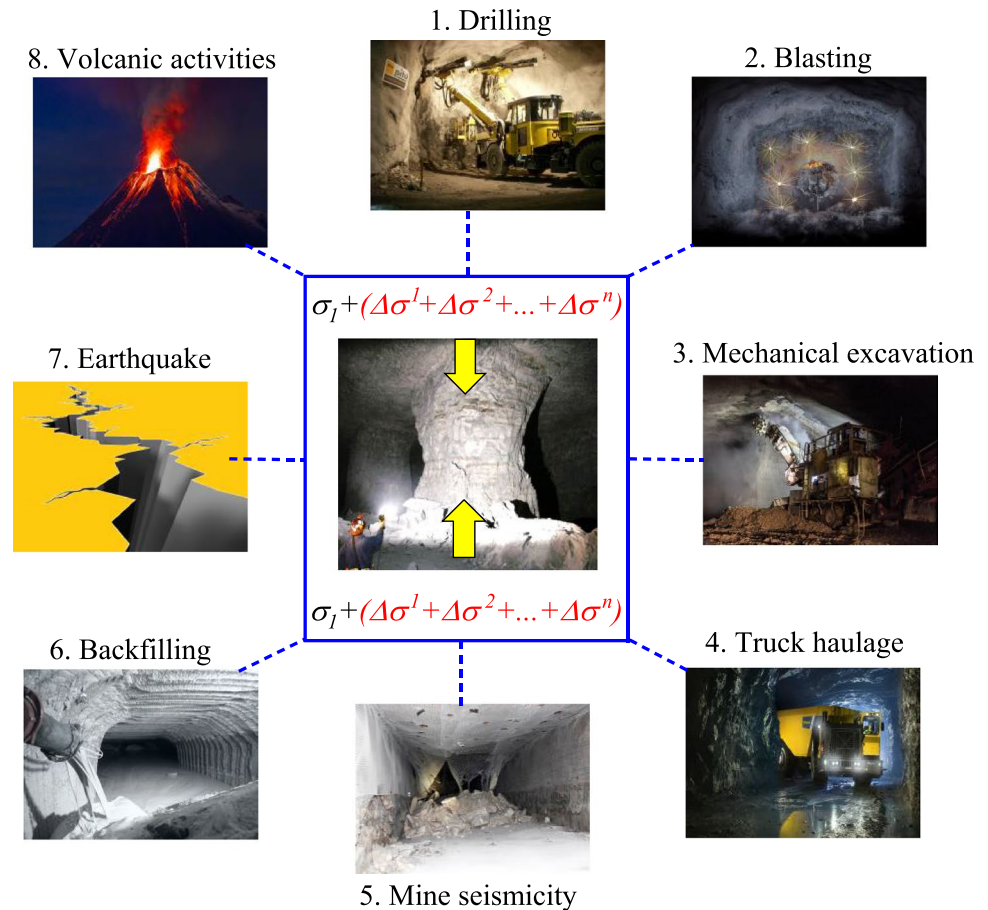 1. Drilling
8. Volcanic activities
2. Blasting
σ₁+(Δσ¹+Δσ²+...+Δσⁿ)
7. Earthquake
3. Mechanical excavation
σ₁+(Δσ¹+Δσ²+...+Δσⁿ)
6. Backfilling
4. Truck haulage
5. Mine seismicity